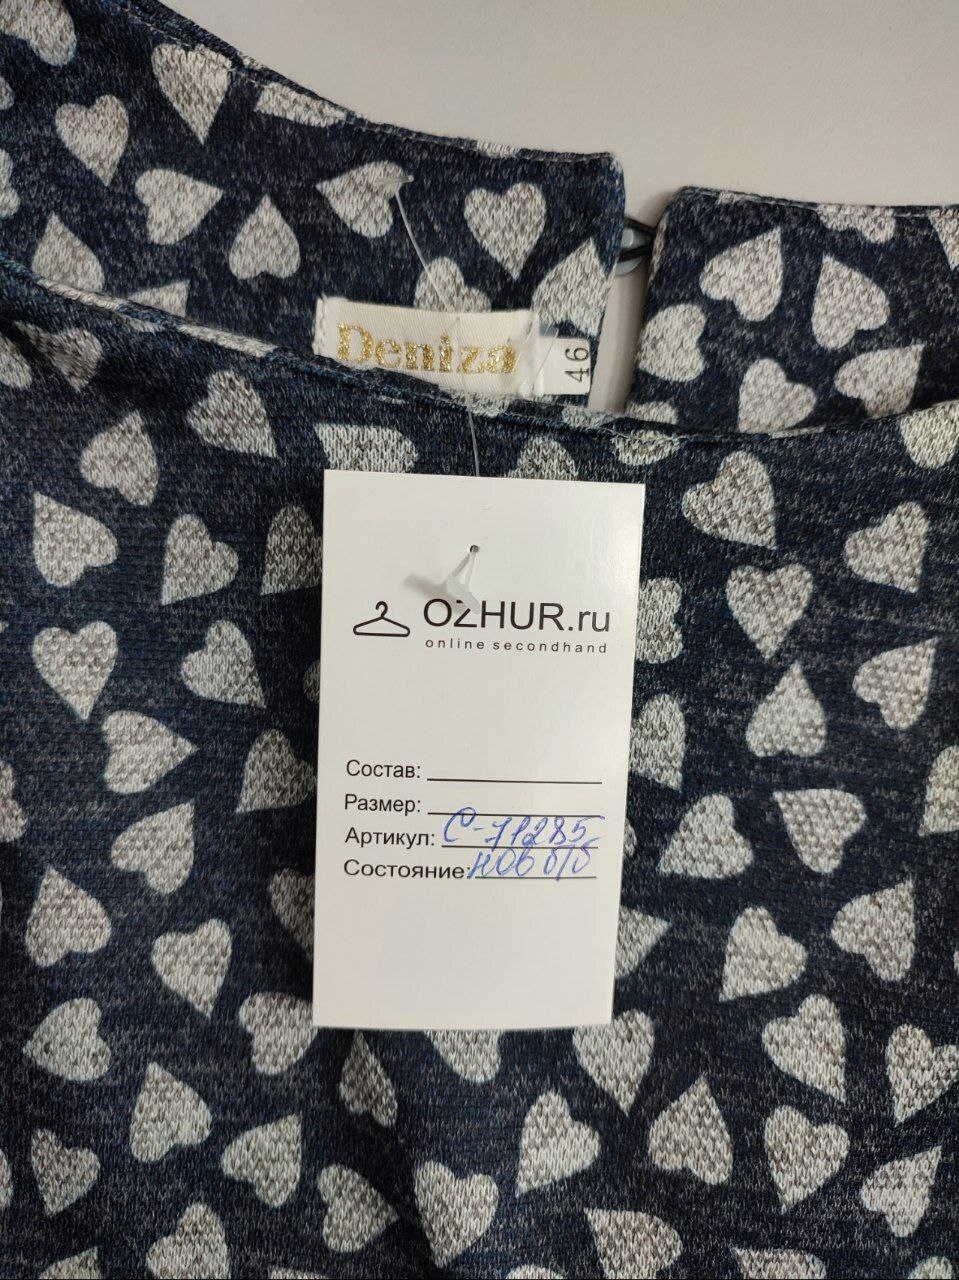 Deniza
46
OZHUR.ru
online secondhand
Состав:
Размер:
Артикул: С-71285
Состояние: нов б/б